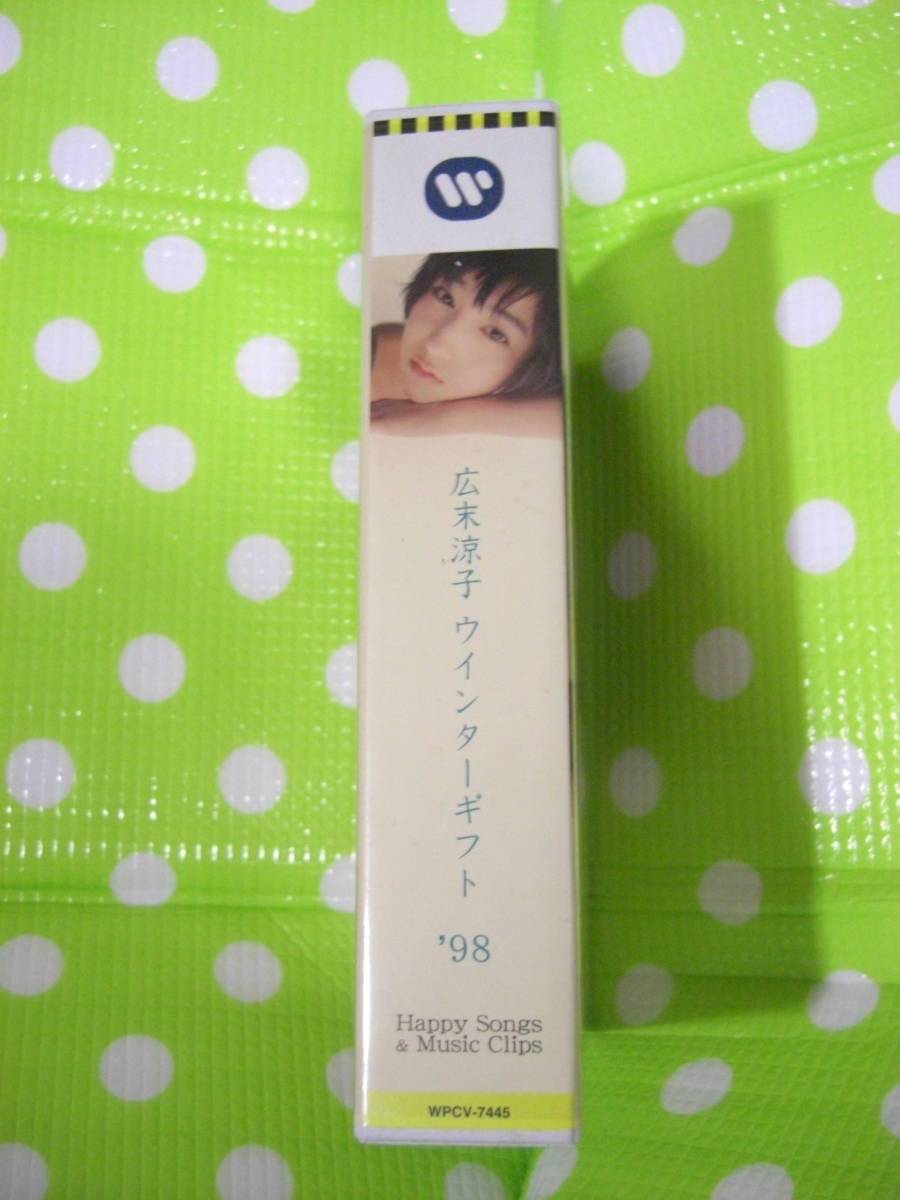 広末涼子 ウインターギフト '98
Happy Songs
& Music Clips
WPCV-7445